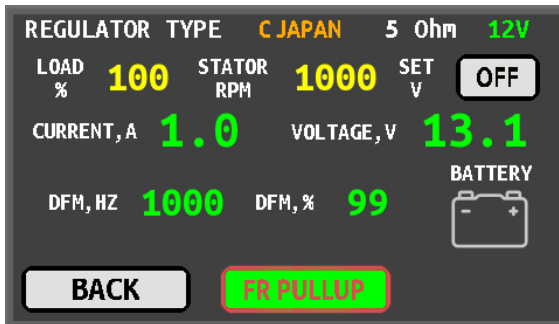 REGULATOR TYPE C JAPAN 5 Ohm 12V
LOAD % 100 STATOR RPM 1000 SET V OFF
CURRENT,A 1.0 VOLTAGE,V 13.1
BATTERY
DFM,HZ 1000 DFM,% 99 - +
BACK FR PULLUP